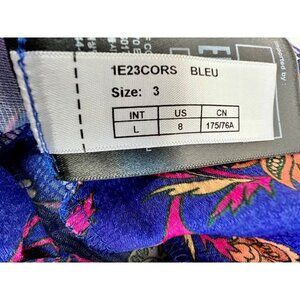 1E23CORS BLEU
Size: 3
INT US CN
L 8 175/76A